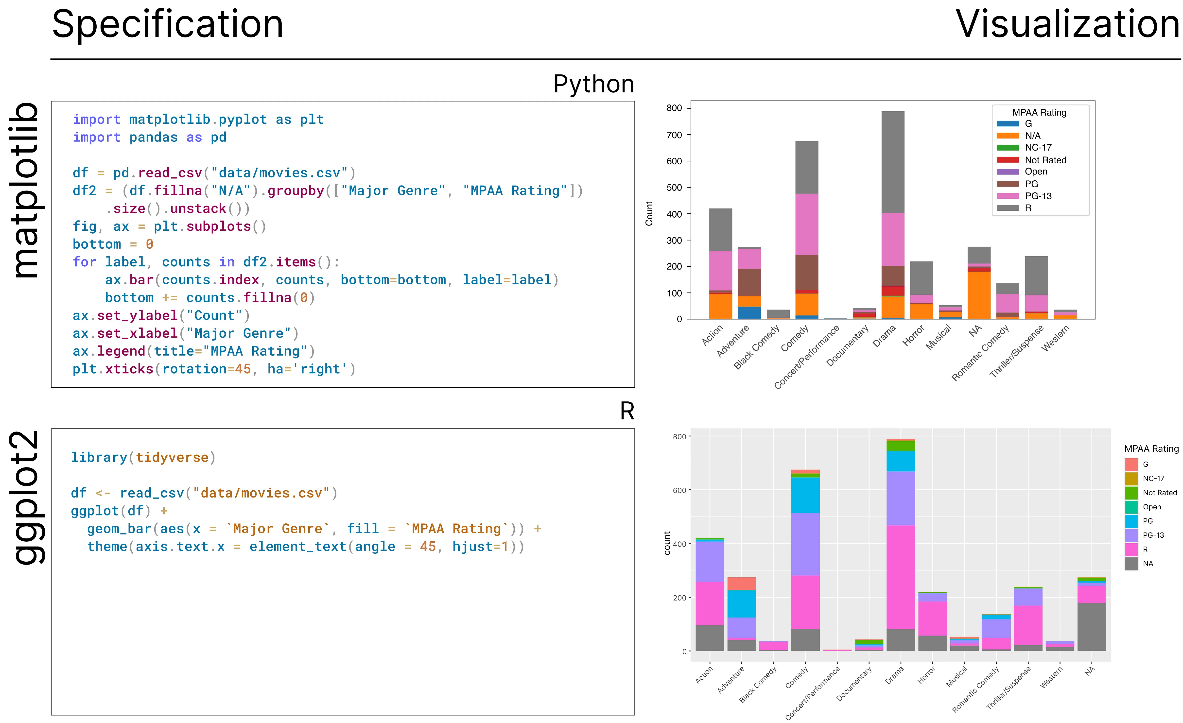 Specification
Visualization
matplotlib
Python
import matplotlib.pyplot as plt
import pandas as pd
df = pd.read_csv("data/movies.csv")
df2 = (df.fillna("N/A").groupby(["Major Genre", "MPAA Rating"])
.size().unstack())
fig, ax = plt.subplots()
bottom = 0
for label, counts in df2.items():
ax.bar(counts.index, counts, bottom=bottom, label=label)
bottom += counts.fillna(0)
ax.set_ylabel("Count")
ax.set_xlabel("Major Genre")
ax.legend(title="MPAA Rating")
plt.xticks(rotation=45, ha='right')
Count
800
700
600
500
400
300
200
100
0
MPAA Rating
G
N/A
NC-17
Not Rated
Open
PG
PG-13
R
Action
Adventure
Black Comedy
Comedy
Concert/Performance
Documentary
Drama
Horror
Musical
NA
Romantic Comedy
Thriller/Suspense
Western
ggplot2
R
library(tidyverse)
df <- read_csv("data/movies.csv")
ggplot(df) +
geom_bar(aes(x = `Major Genre`, fill = `MPAA Rating`)) +
theme(axis.text.x = element_text(angle = 45, hjust=1))
count
800
600
400
200
0
Action
Adventure
Black Comedy
Comedy
Concert/Performance
Documentary
Drama
Horror
Musical
Romantic Comedy
Thriller/Suspense
Western
NA
MPAA Rating
G
NC-17
Not Rated
Open
PG
PG-13
R
NA